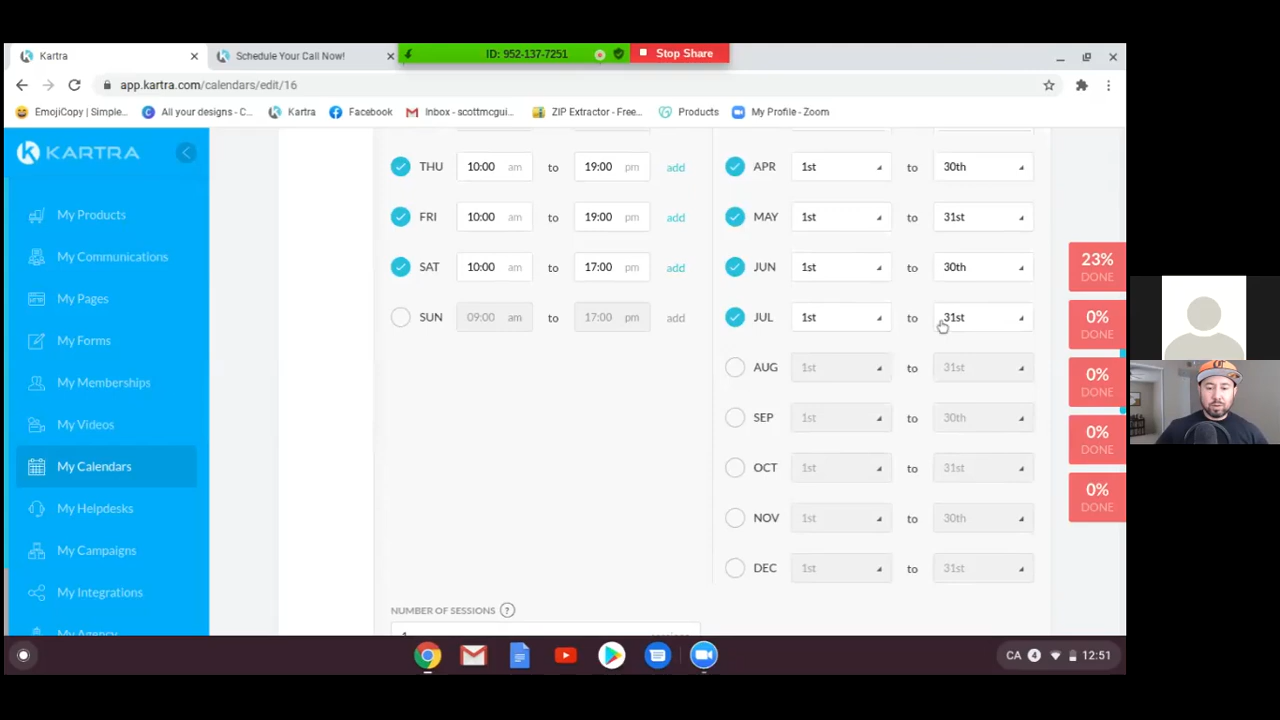 Kartra
Schedule Your Call Now!
ID: 952-137-7251
Stop Share
app.kartra.com/calendars/edit/16
EmojiCopy | Simple...
All your designs - C...
Kartra
Facebook
Inbox - scottmcgui...
ZIP Extractor - Free...
Products
My Profile - Zoom
KARTRA
My Products
My Communications
My Pages
My Forms
My Memberships
My Videos
My Calendars
My Helpdesks
My Campaigns
My Integrations
My Agency
THU 10:00 am to 19:00 pm add
FRI 10:00 am to 19:00 pm add
SAT 10:00 am to 17:00 pm add
SUN 09:00 am to 17:00 pm add
APR 1st to 30th
MAY 1st to 31st
JUN 1st to 30th
JUL 1st to 31st
AUG 1st to 31st
SEP 1st to 30th
OCT 1st to 31st
NOV 1st to 30th
DEC 1st to 31st
NUMBER OF SESSIONS ?
23%
DONE
0%
DONE
0%
DONE
0%
DONE
0%
DONE
CA 4 12:51